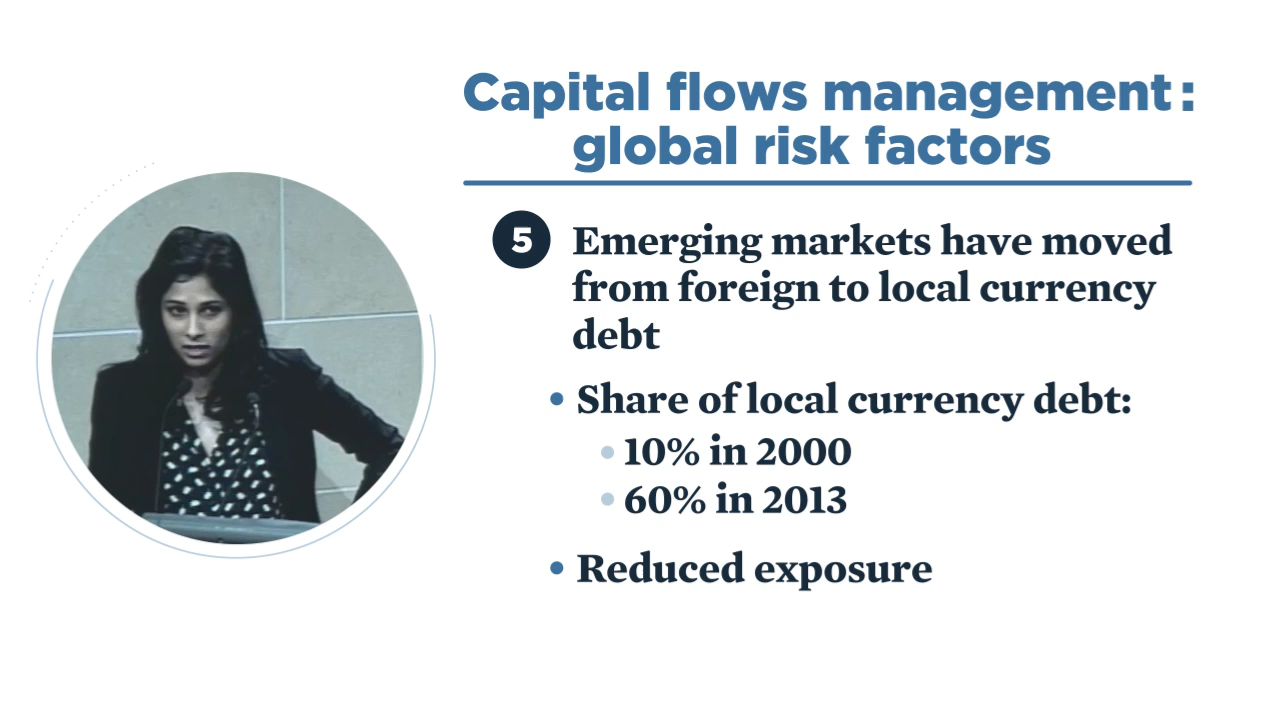 Capital flows management:
global risk factors
5 Emerging markets have moved
from foreign to local currency
debt
• Share of local currency debt:
• 10% in 2000
• 60% in 2013
• Reduced exposure